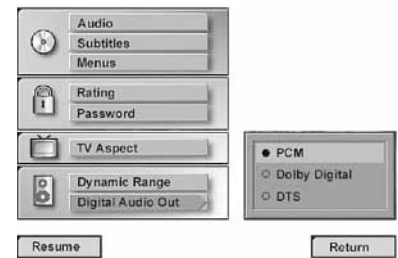 Audio
Subtitles
Menus
Rating
Password
TV Aspect
Dynamic Range
Digital Audio Out
PCM
Dolby Digital
DTS
Resume
Return